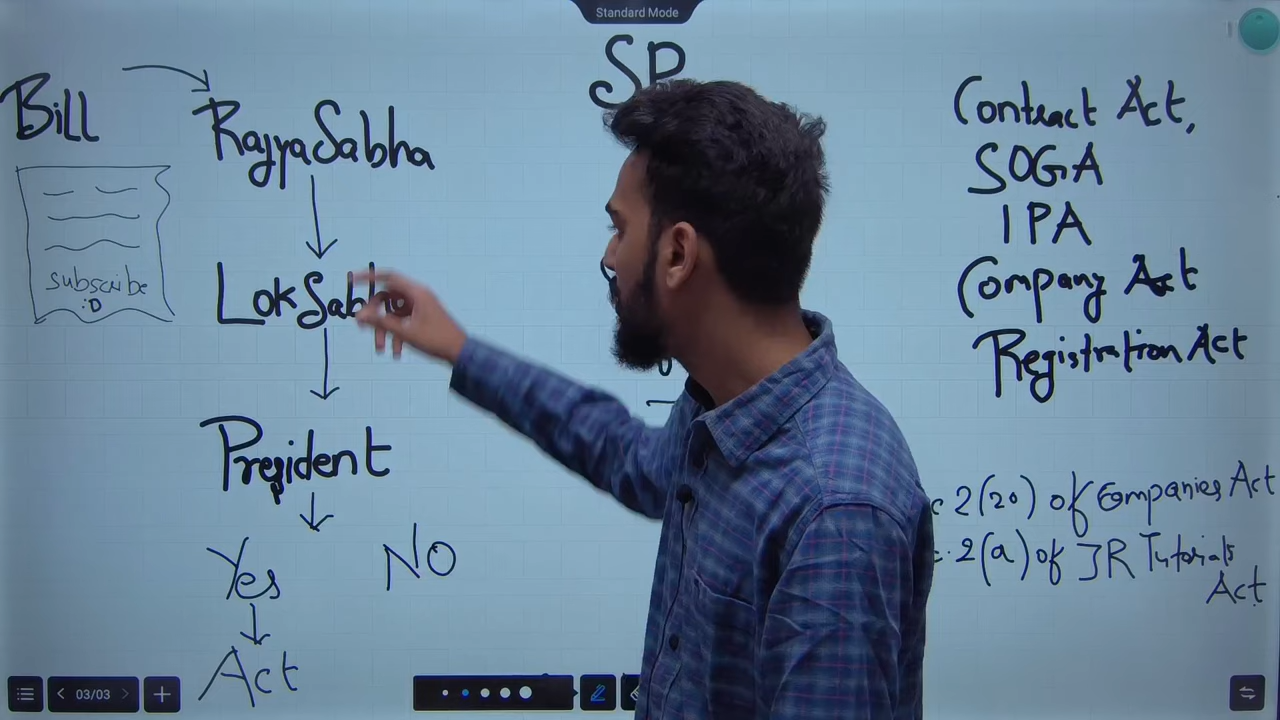 Standard Mode
Bill
RajyaSabha
subscribe
:D
LokSabha
President
Yes
NO
Act
SP
Contract Act,
SOGA
IPA
Company Act
Registration Act
2(20) of Companies Act
2(a) of JR Tutorials
Act
03/03